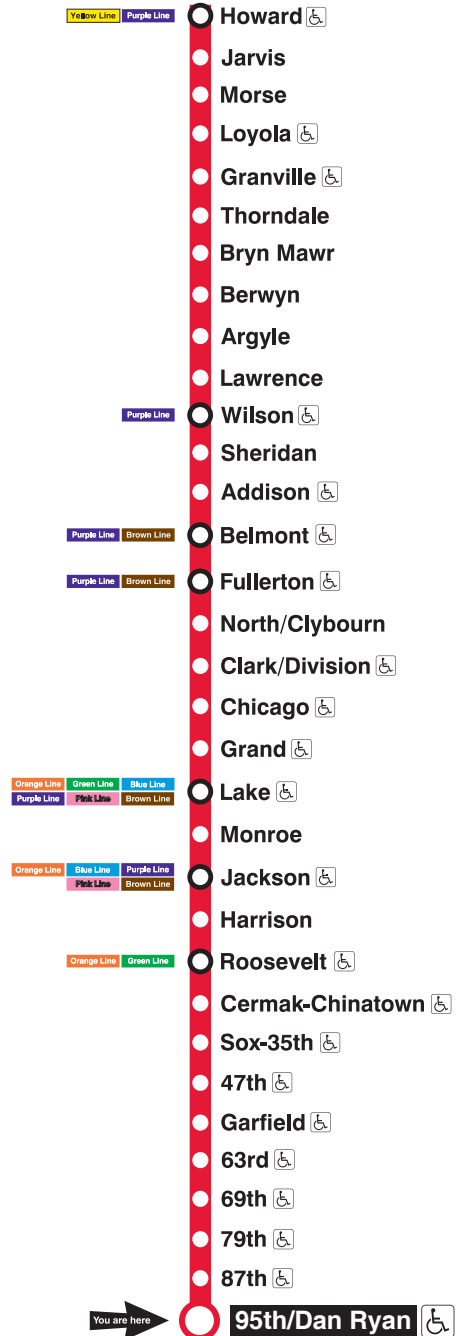 Yellow Line Purple Line Howard
Jarvis
Morse
Loyola
Granville
Thorndale
Bryn Mawr
Berwyn
Argyle
Lawrence
Purple Line Wilson
Sheridan
Addison
Purple Line Brown Line Belmont
Purple Line Brown Line Fullerton
North/Clybourn
Clark/Division
Chicago
Grand
Orange Line Green Line Blue Line
Purple Line Pink Line Brown Line
Lake
Monroe
Orange Line Blue Line Purple Line
Pink Line Brown Line
Jackson
Harrison
Orange Line Green Line Roosevelt
Cermak-Chinatown
Sox-35th
47th
Garfield
63rd
69th
79th
87th
You are here 95th/Dan Ryan